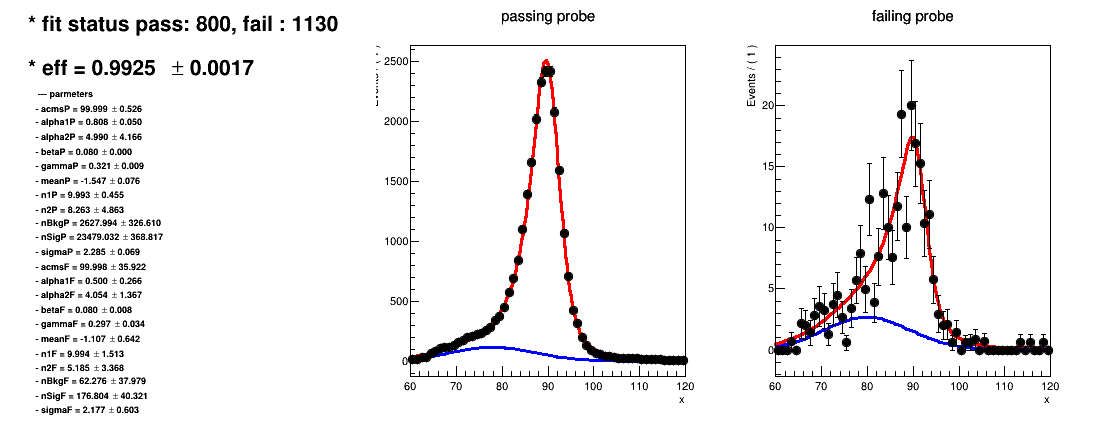 * fit status pass: 800, fail : 1130
* eff = 0.9925 ± 0.0017
--- parmeters
- acmsP = 99.999 ± 0.526
- alpha1P = 0.808 ± 0.050
- alpha2P = 4.990 ± 4.166
- betaP = 0.080 ± 0.000
- gammaP = 0.321 ± 0.009
- meanP = -1.547 ± 0.076
- n1P = 9.993 ± 0.455
- n2P = 8.263 ± 4.863
- nBkgP = 2627.994 ± 326.610
- nSigP = 23479.032 ± 368.817
- sigmaP = 2.285 ± 0.069
- acmsF = 99.998 ± 35.922
- alpha1F = 0.500 ± 0.266
- alpha2F = 4.054 ± 1.367
- betaF = 0.080 ± 0.008
- gammaF = 0.297 ± 0.034
- meanF = -1.107 ± 0.642
- n1F = 9.994 ± 1.513
- n2F = 5.185 ± 3.368
- nBkgF = 62.276 ± 37.979
- nSigF = 176.804 ± 40.321
- sigmaF = 2.177 ± 0.603
passing probe
2500
2000
1500
1000
500
0
60 70 80 90 100 110 120
x
failing probe
Events / ( 1 )
20
15
10
5
0
60 70 80 90 100 110 120
x